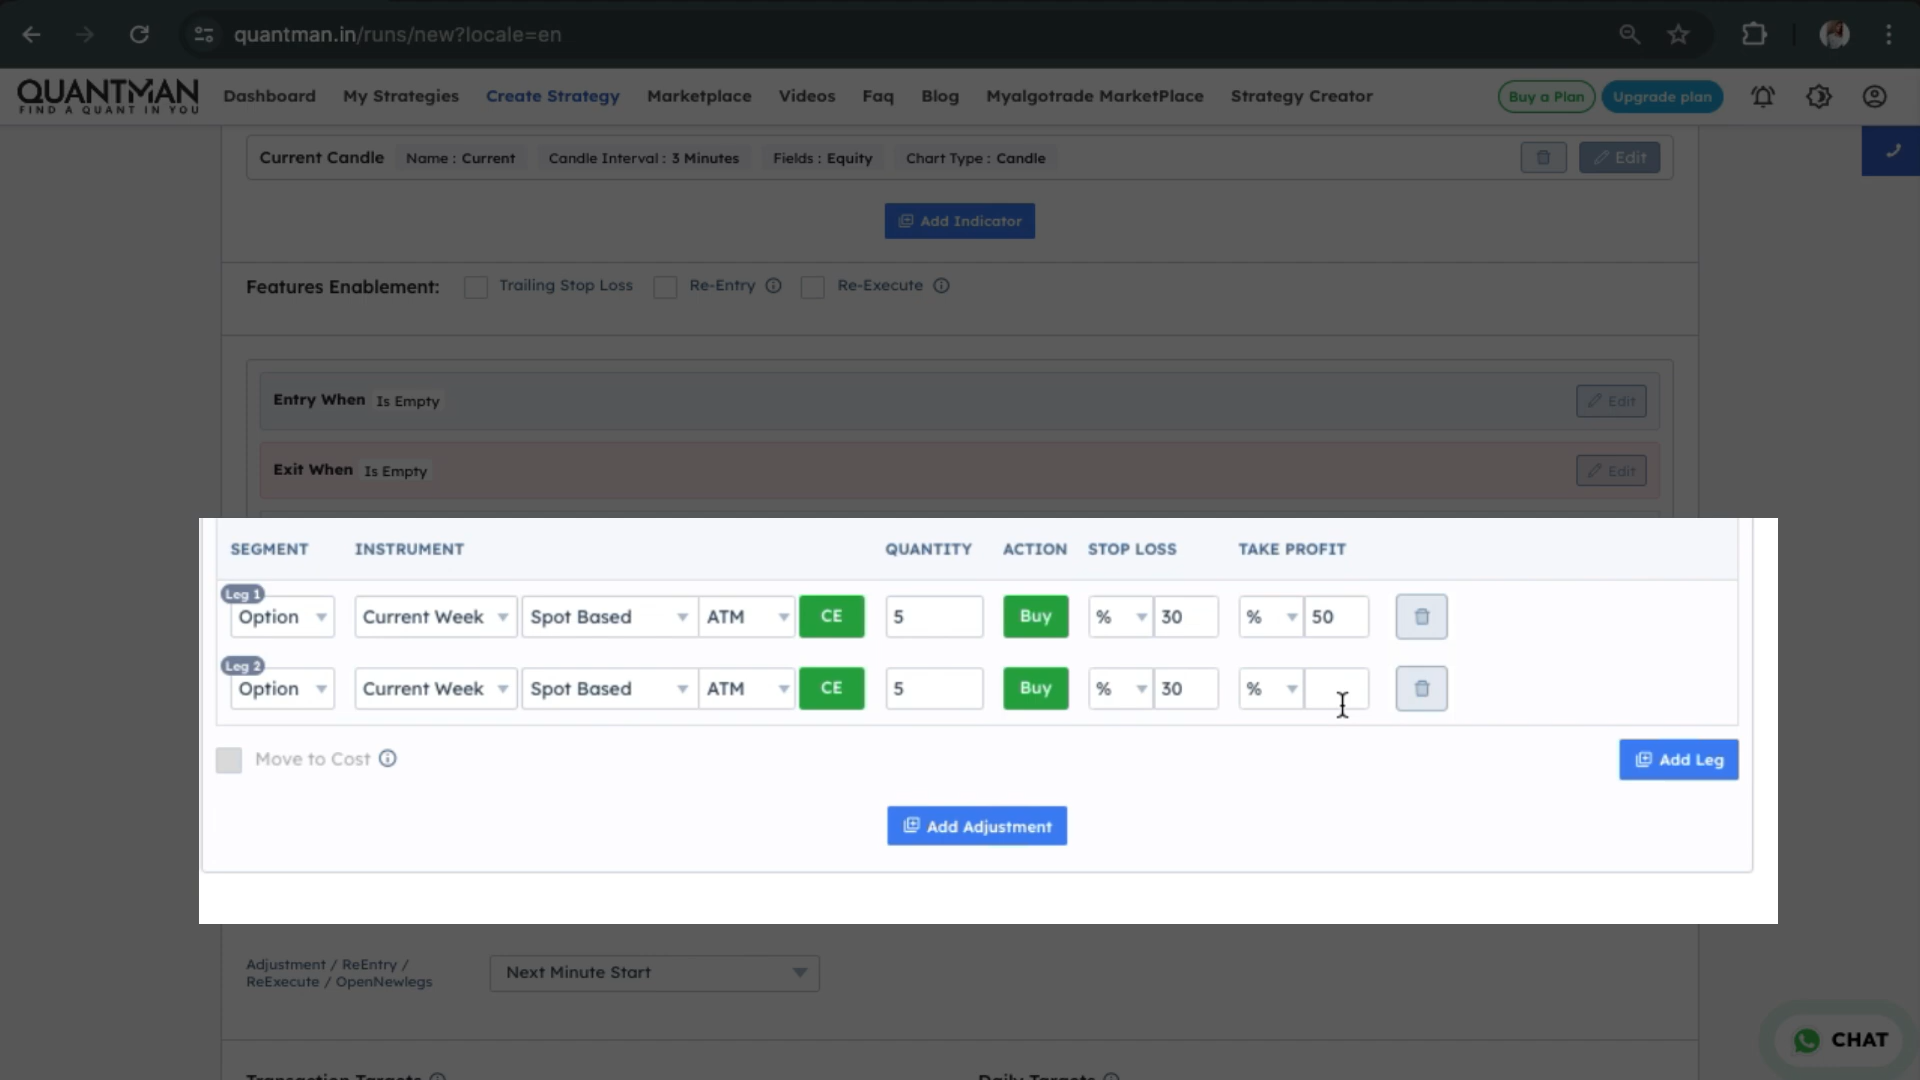 quantman.in/runs/new?locale=en
QUANTMAN
FIND A QUANT IN YOU
Dashboard My Strategies Create Strategy Marketplace Videos Faq Blog Myalgotrade MarketPlace Strategy Creator Buy a Plan Upgrade plan
Current Candle Name : Current Candle Interval : 3 Minutes Fields : Equity Chart Type : Candle Edit
Add Indicator
Features Enablement: Trailing Stop Loss Re-Entry Re-Execute
Entry When Is Empty Edit
Exit When Is Empty Edit
SEGMENT INSTRUMENT QUANTITY ACTION STOP LOSS TAKE PROFIT
Leg 1
Option Current Week Spot Based ATM CE 5 Buy % 30 % 50
Leg 2
Option Current Week Spot Based ATM CE 5 Buy % 30 %
Move to Cost Add Leg
Add Adjustment
Adjustment / ReEntry /
ReExecute / OpenNewlegs
Next Minute Start
CHAT
Transaction Targets Daily Targets